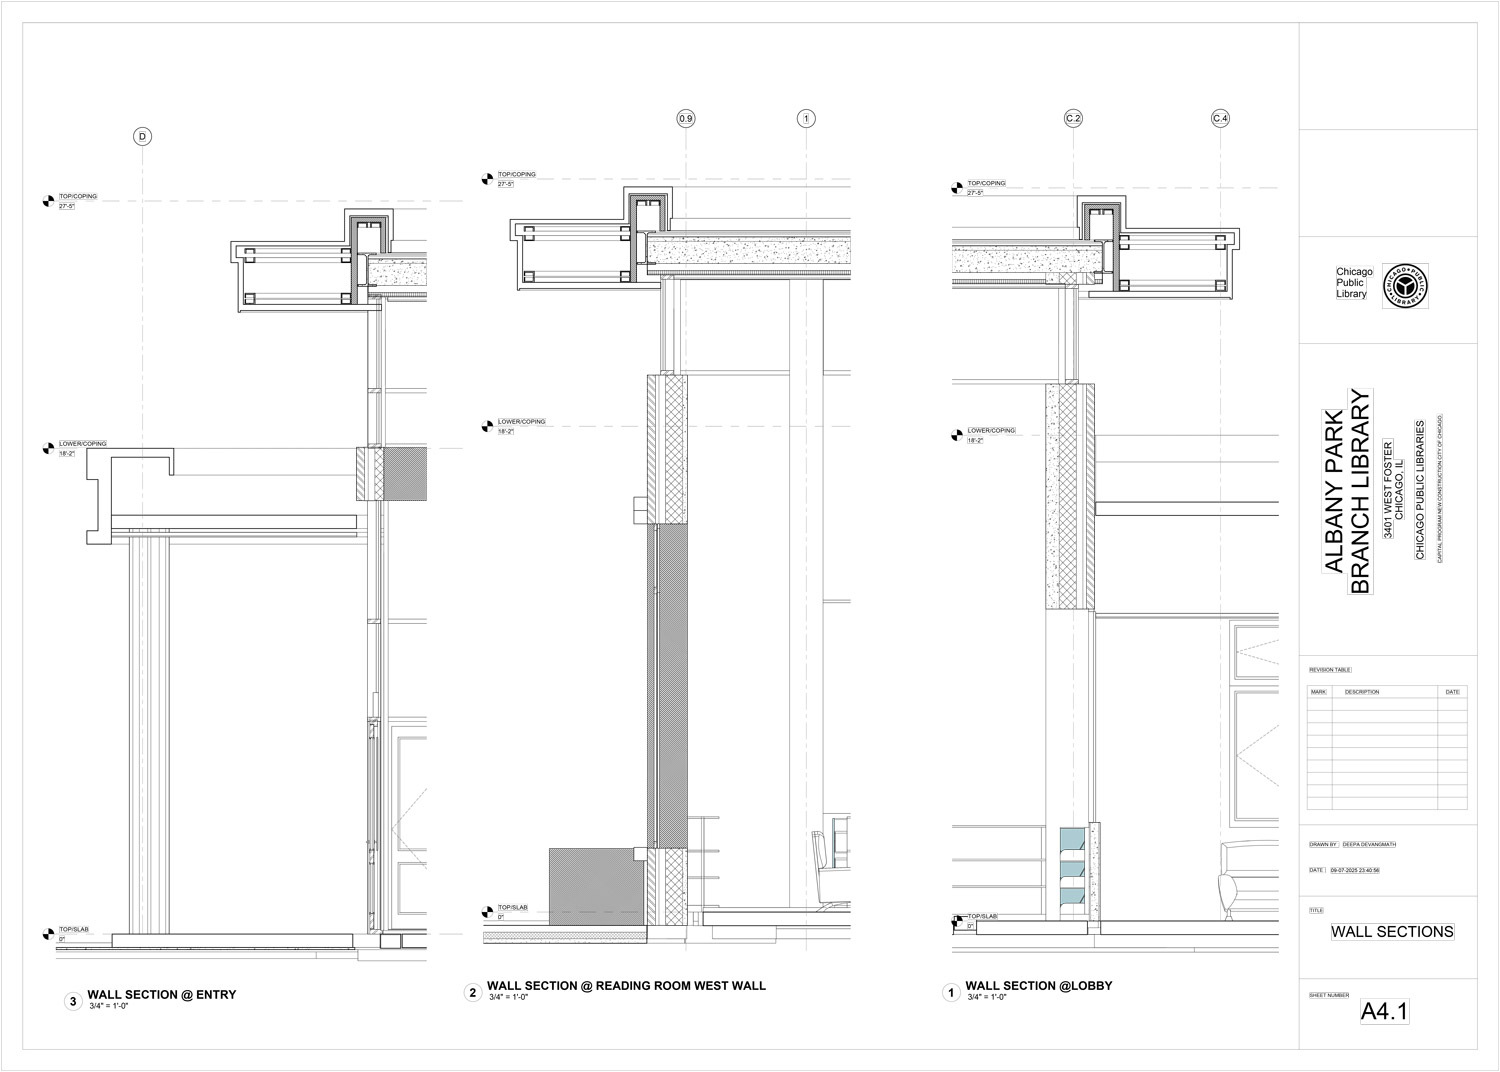 D
TOP/COPING
27'-5"
LOWER/COPING
18'-2"
TOP/SLAB
0"
3
WALL SECTION @ ENTRY
3/4" = 1'-0"
0.9
1
TOP/COPING
27'-5"
LOWER/COPING
18'-2"
TOP/SLAB
0"
2
WALL SECTION @ READING ROOM WEST WALL
3/4" = 1'-0"
C.2
C.4
TOP/COPING
27'-5"
LOWER/COPING
18'-2"
TOP/SLAB
0"
1
WALL SECTION @LOBBY
3/4" = 1'-0"
Chicago
Public
Library
CHICAGO PUBLIC LIBRARY
ALBANY PARK
BRANCH LIBRARY
3401 WEST FOSTER
CHICAGO, IL
CHICAGO PUBLIC LIBRARIES
CAPITAL PROGRAM NEW CONSTRUCTION CITY OF CHICAGO.
REVISION TABLE
MARK DESCRIPTION DATE
DRAWN BY : DEEPA DEVANGMATH
DATE : 09-07-2025 23:40:56
TITLE
WALL SECTIONS
SHEET NUMBER
A4.1